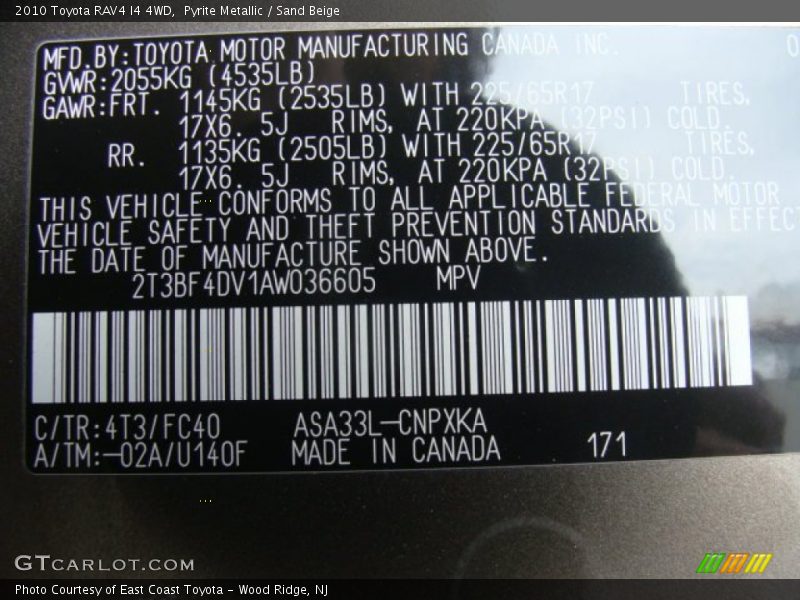 2010 Toyota RAV4 I4 4WD,  Pyrite Metallic / Sand Beige
MFD.BY:TOYOTA MOTOR MANUFACTURING CANADA INC.
GVWR:2055KG (4535LB)
GAWR:FRT. 1145KG (2535LB) WITH 225/65R17 TIRES,
17X6. 5J RIMS, AT 220KPA (32PSI) COLD.
RR. 1135KG (2505LB) WITH 225/65R17 TIRES,
17X6. 5J RIMS, AT 220KPA (32PSI) COLD.
THIS VEHICLE CONFORMS TO ALL APPLICABLE FEDERAL MOTOR
VEHICLE SAFETY AND THEFT PREVENTION STANDARDS IN EFFECT
THE DATE OF MANUFACTURE SHOWN ABOVE.
2T3BF4DV1AW036605 MPV
C/TR:4T3/FC40 ASA33L-CNPXKA
A/TM:-02A/U140F MADE IN CANADA 171
GTCARLOT.COM
Photo Courtesy of East Coast Toyota - Wood Ridge, NJ